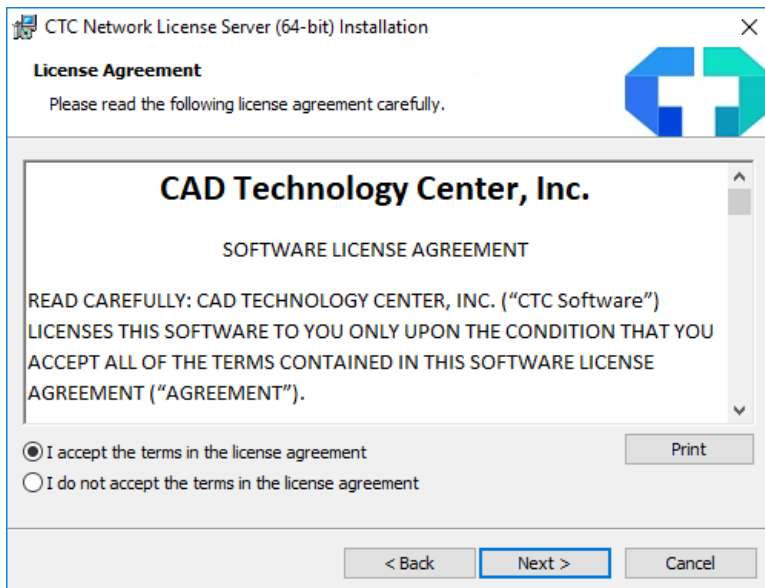 CTC Network License Server (64-bit) Installation
License Agreement
Please read the following license agreement carefully.
CAD Technology Center, Inc.
SOFTWARE LICENSE AGREEMENT
READ CAREFULLY: CAD TECHNOLOGY CENTER, INC. (“CTC Software”)
LICENSES THIS SOFTWARE TO YOU ONLY UPON THE CONDITION THAT YOU
ACCEPT ALL OF THE TERMS CONTAINED IN THIS SOFTWARE LICENSE
AGREEMENT (“AGREEMENT”).
I accept the terms in the license agreement
Print
I do not accept the terms in the license agreement
< Back
Next >
Cancel